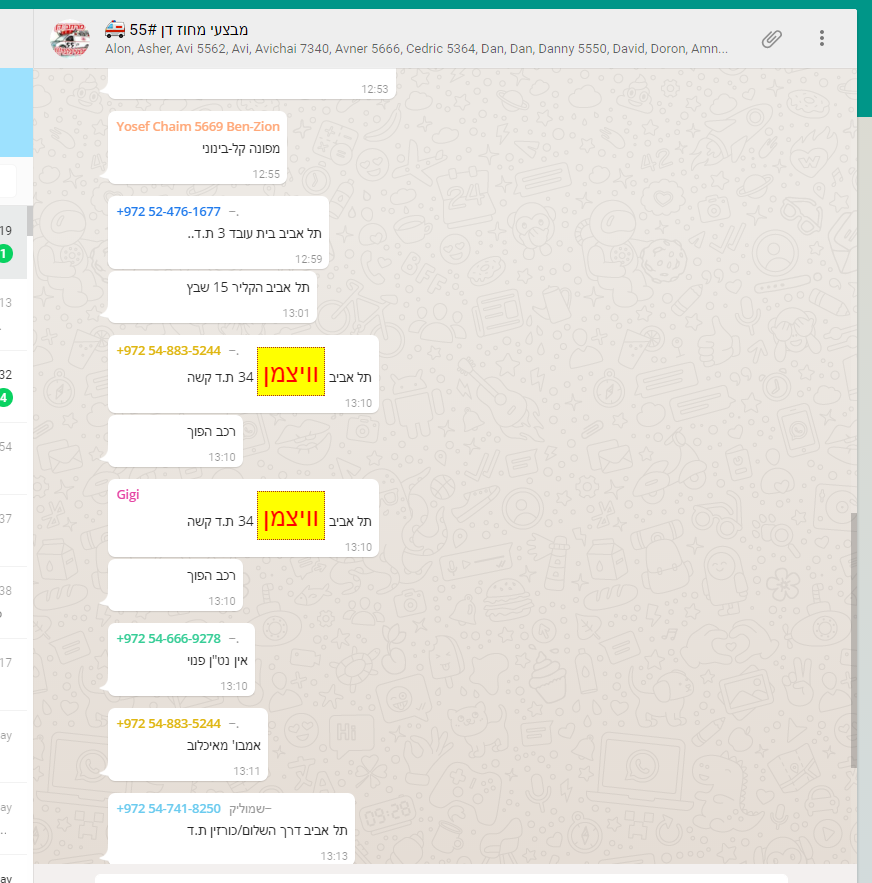 מבצעי מחוז דן #55
Alon, Asher, Avi 5562, Avi, Avichai 7340, Avner 5666, Cedric 5364, Dan, Dan, Danny 5550, David, Doron, Amn...
12:53
Yosef Chaim 5669 Ben-Zion
מפונה קל-בינוני
12:55
+972 52-476-1677 ~.
תל אביב בית עובד 3 ת.ד..
12:59
תל אביב הקליר 15 שבץ
13:01
+972 54-883-5244 ~.
תל אביב וויצמן 34 ת.ד קשה
13:10
רכב הפוך
13:10
Gigi
תל אביב וויצמן 34 ת.ד קשה
13:10
רכב הפוך
13:10
+972 54-666-9278 ~.
אין נט"ן פנוי
13:10
+972 54-883-5244 ~.
אמבו' מאיכלוב
13:11
+972 54-741-8250 ~שמוליק
תל אביב דרך השלום/כורזין ת.ד
13:13
19
1
13
32
4
54
37
38
17
ay
ay
..
ay